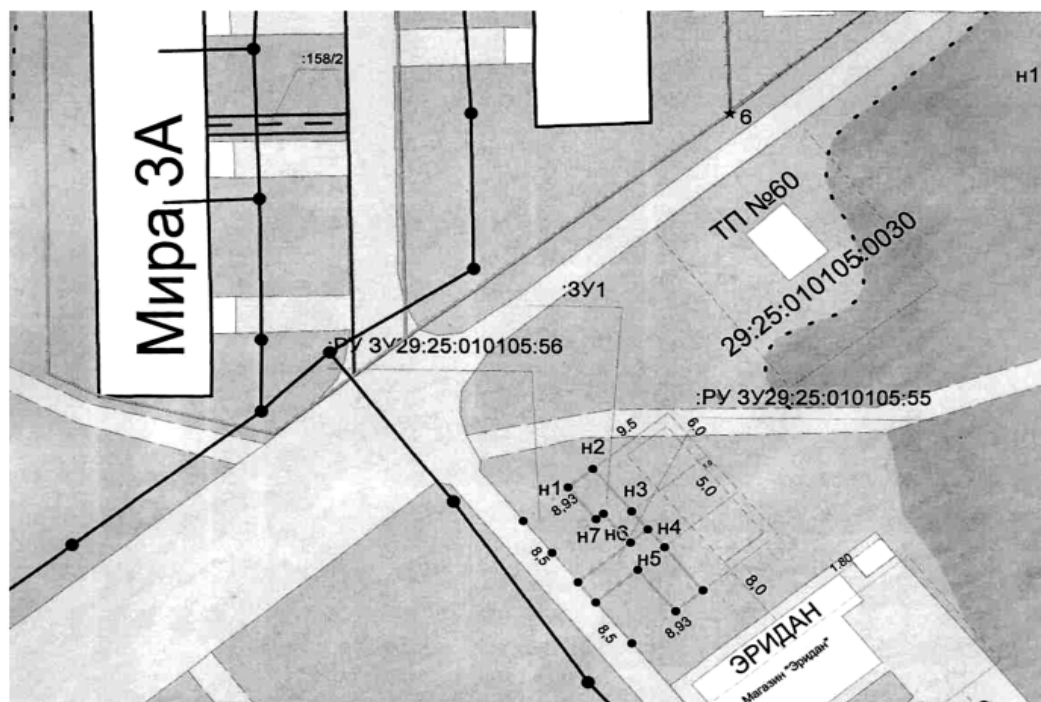 :158/2
н1
6
Мира 3А
ТП №60
29:25:010105:0030
:ЗУ1
:РУ ЗУ29:25:010105:56
:РУ ЗУ29:25:010105:55
9.5
6.0
н2
5,0
н1
8,93
н3
н7
н6
н4
н5
8,5
8,0
1.80
8,5
8,93
ЭРИДАН
Магазин "Эридан"